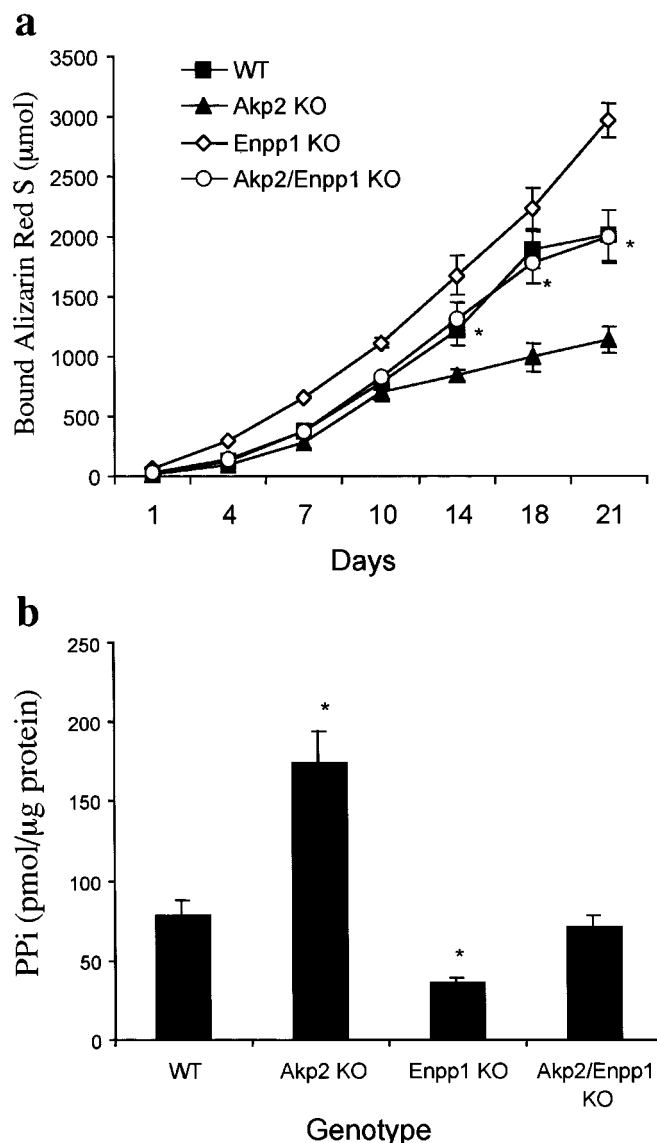 a
WT
Akp2 KO
Enpp1 KO
Akp2/Enpp1 KO
Bound Alizarin Red S (μmol)
3500
3000
2500
2000
1500
1000
500
0
*
*
*
1 4 7 10 14 18 21
Days
b
PPi (pmol/μg protein)
250
200
150
100
50
0
*
*
WT Akp2 KO Enpp1 KO Akp2/Enpp1
KO
Genotype